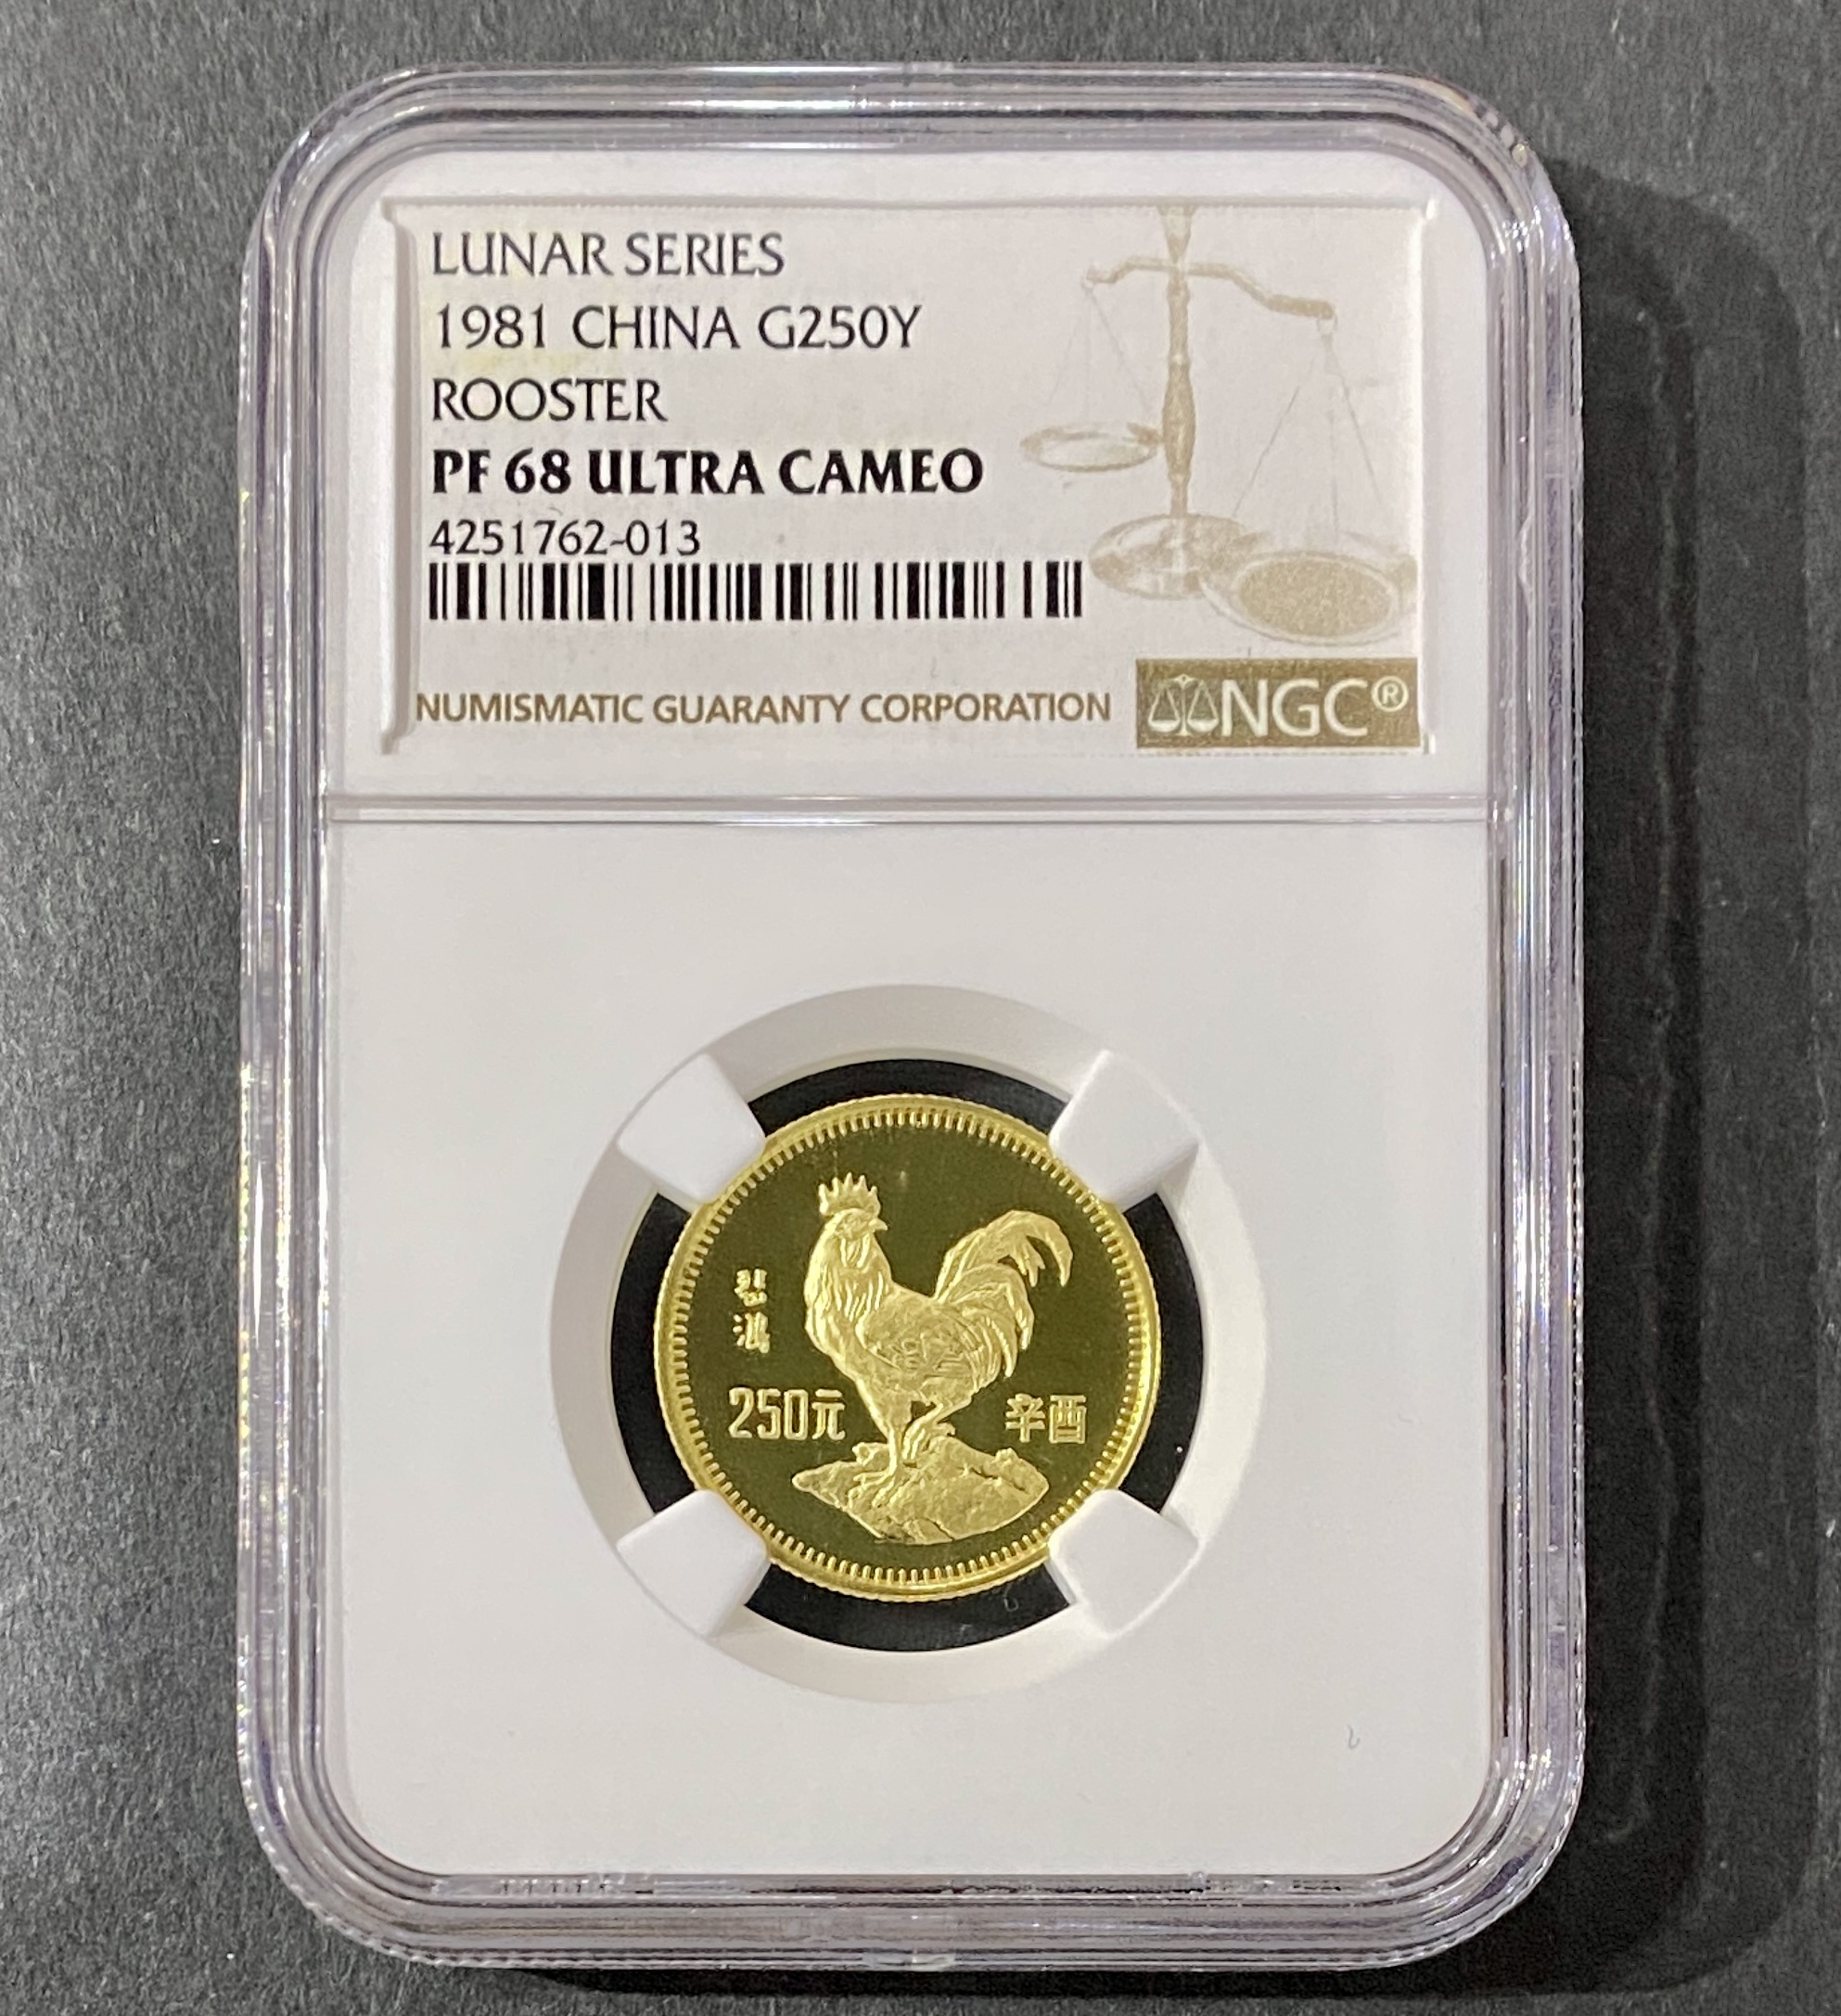 LUNAR SERIES
1981 CHINA G250Y
ROOSTER
PF 68 ULTRA CAMEO
4251762-013
NUMISMATIC GUARANTY CORPORATION NGC®
250元 辛酉